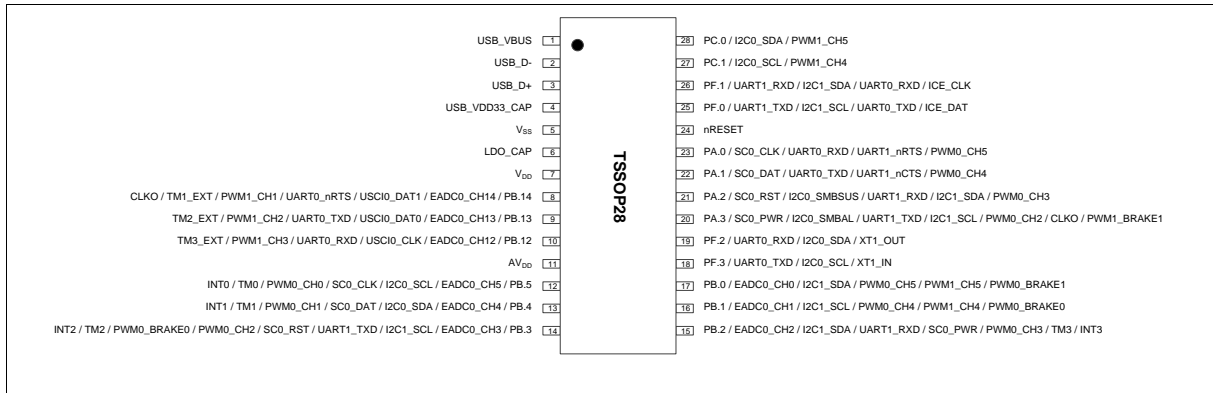 USB_VBUS 1
USB_D- 2
USB_D+ 3
USB_VDD33_CAP 4
VSS 5
LDO_CAP 6
VDD 7
CLKO / TM1_EXT / PWM1_CH1 / UART0_nRTS / USCI0_DAT1 / EADC0_CH14 / PB.14 8
TM2_EXT / PWM1_CH2 / UART0_TXD / USCI0_DAT0 / EADC0_CH13 / PB.13 9
TM3_EXT / PWM1_CH3 / UART0_RXD / USCI0_CLK / EADC0_CH12 / PB.12 10
AVDD 11
INT0 / TM0 / PWM0_CH0 / SC0_CLK / I2C0_SCL / EADC0_CH5 / PB.5 12
INT1 / TM1 / PWM0_CH1 / SC0_DAT / I2C0_SDA / EADC0_CH4 / PB.4 13
INT2 / TM2 / PWM0_BRAKE0 / PWM0_CH2 / SC0_RST / UART1_TXD / I2C1_SCL / EADC0_CH3 / PB.3 14
TSSOP28
28 PC.0 / I2C0_SDA / PWM1_CH5
27 PC.1 / I2C0_SCL / PWM1_CH4
26 PF.1 / UART1_RXD / I2C1_SDA / UART0_RXD / ICE_CLK
25 PF.0 / UART1_TXD / I2C1_SCL / UART0_TXD / ICE_DAT
24 nRESET
23 PA.0 / SC0_CLK / UART0_RXD / UART1_nRTS / PWM0_CH5
22 PA.1 / SC0_DAT / UART0_TXD / UART1_nCTS / PWM0_CH4
21 PA.2 / SC0_RST / I2C0_SMBSUS / UART1_RXD / I2C1_SDA / PWM0_CH3
20 PA.3 / SC0_PWR / I2C0_SMBAL / UART1_TXD / I2C1_SCL / PWM0_CH2 / CLKO / PWM1_BRAKE1
19 PF.2 / UART0_RXD / I2C0_SDA / XT1_OUT
18 PF.3 / UART0_TXD / I2C0_SCL / XT1_IN
17 PB.0 / EADC0_CH0 / I2C1_SDA / PWM0_CH5 / PWM1_CH5 / PWM0_BRAKE1
16 PB.1 / EADC0_CH1 / I2C1_SCL / PWM0_CH4 / PWM1_CH4 / PWM0_BRAKE0
15 PB.2 / EADC0_CH2 / I2C1_SDA / UART1_RXD / SC0_PWR / PWM0_CH3 / TM3 / INT3